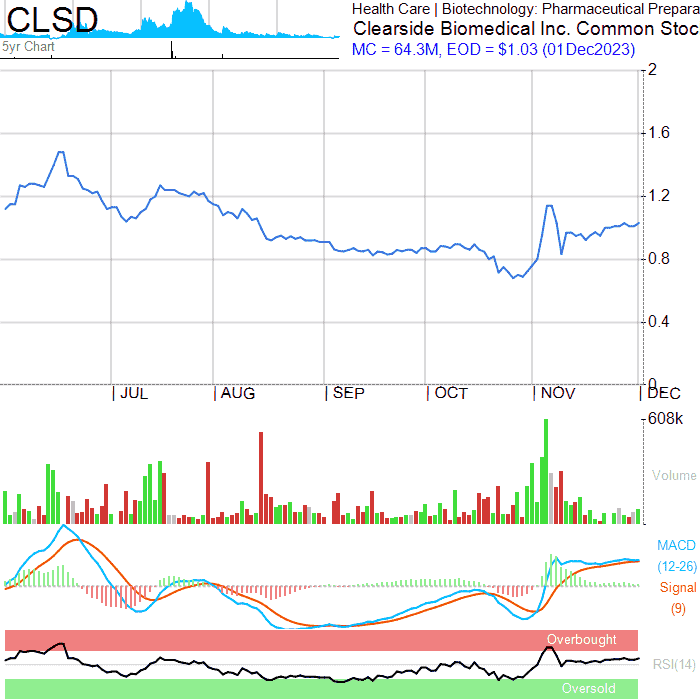 CLSD
5yr Chart
Health Care | Biotechnology: Pharmaceutical Prepara
Clearside Biomedical Inc. Common Stoc
MC = 64.3M, EOD = $1.03 (01Dec2023)
2
1.6
1.2
0.8
0.4
0
JUL AUG SEP OCT NOV DEC
608k
Volume
MACD
(12-26)
Signal
(9)
Overbought
RSI(14)
Oversold